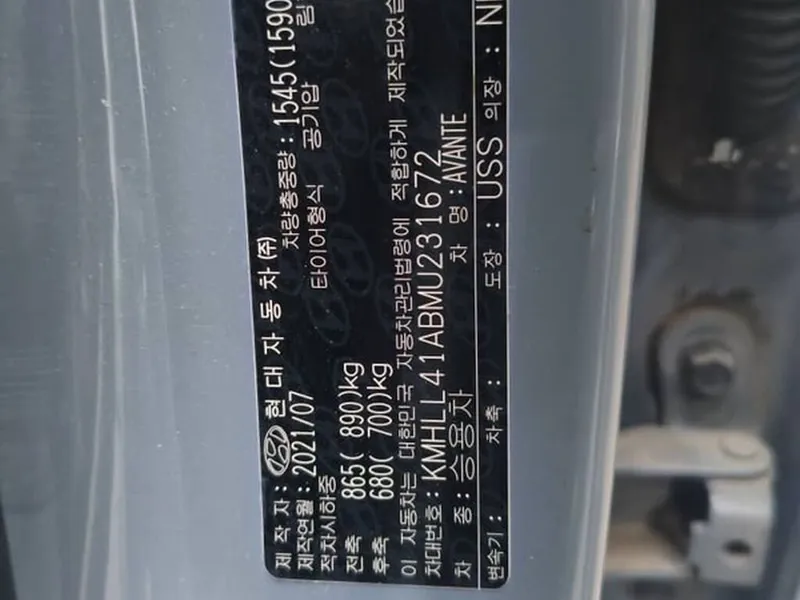 제 작 자 : 현 대 자 동 차 (주)
제작연월 : 2021/07 차량총중량 : 1545(1590
적차시하중 타이어형식 공기압
전축 865( 890)kg
후축 680( 700)kg
이 자동차는 대한민국 자동차관리법령에 적합하게 제작되었습
차대번호 : KMHLL41ABMU231672
차 종 : 승용차 차 명 : AVANTE
변속기 : 차축 : 도장 : USS 의장 :